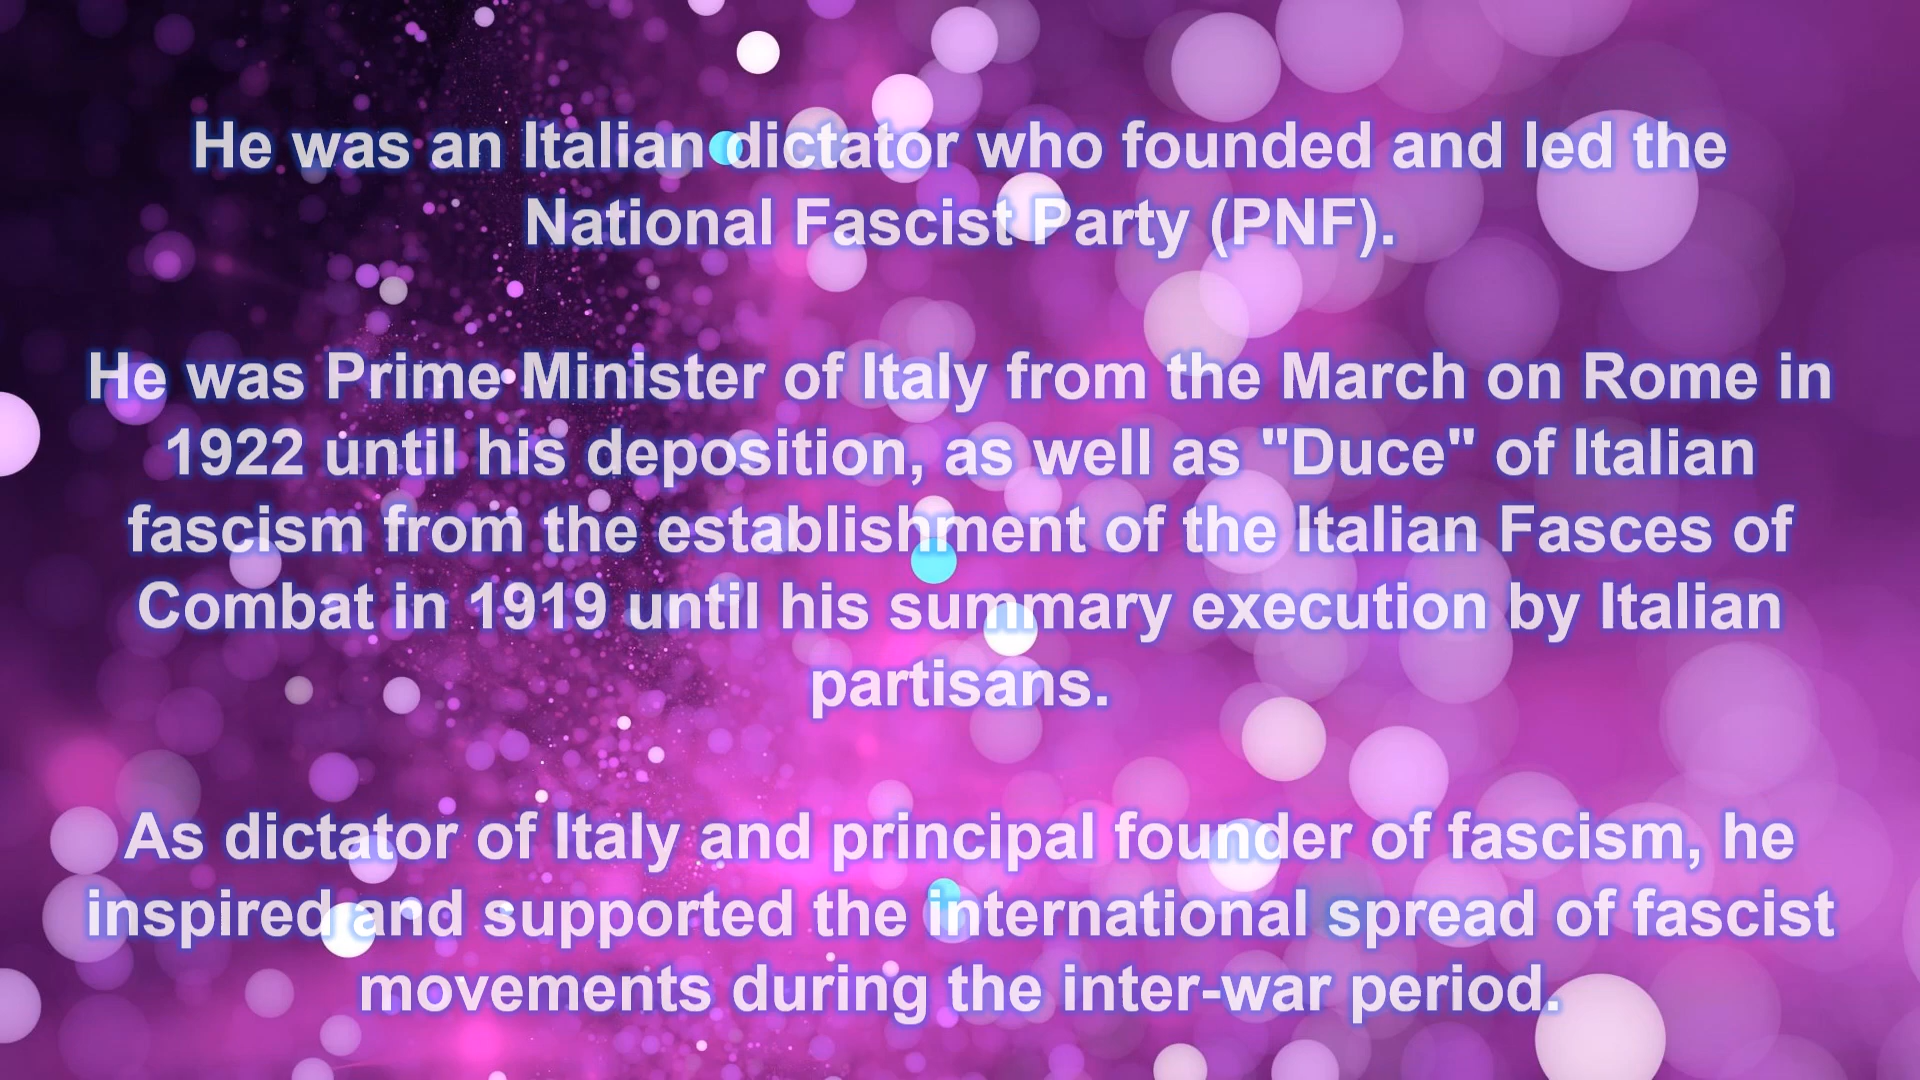 He was an Italian dictator who founded and led the
National Fascist Party (PNF).
He was Prime Minister of Italy from the March on Rome in
1922 until his deposition, as well as "Duce" of Italian
fascism from the establishment of the Italian Fasces of
Combat in 1919 until his summary execution by Italian
partisans.
As dictator of Italy and principal founder of fascism, he
inspired and supported the international spread of fascist
movements during the inter-war period.